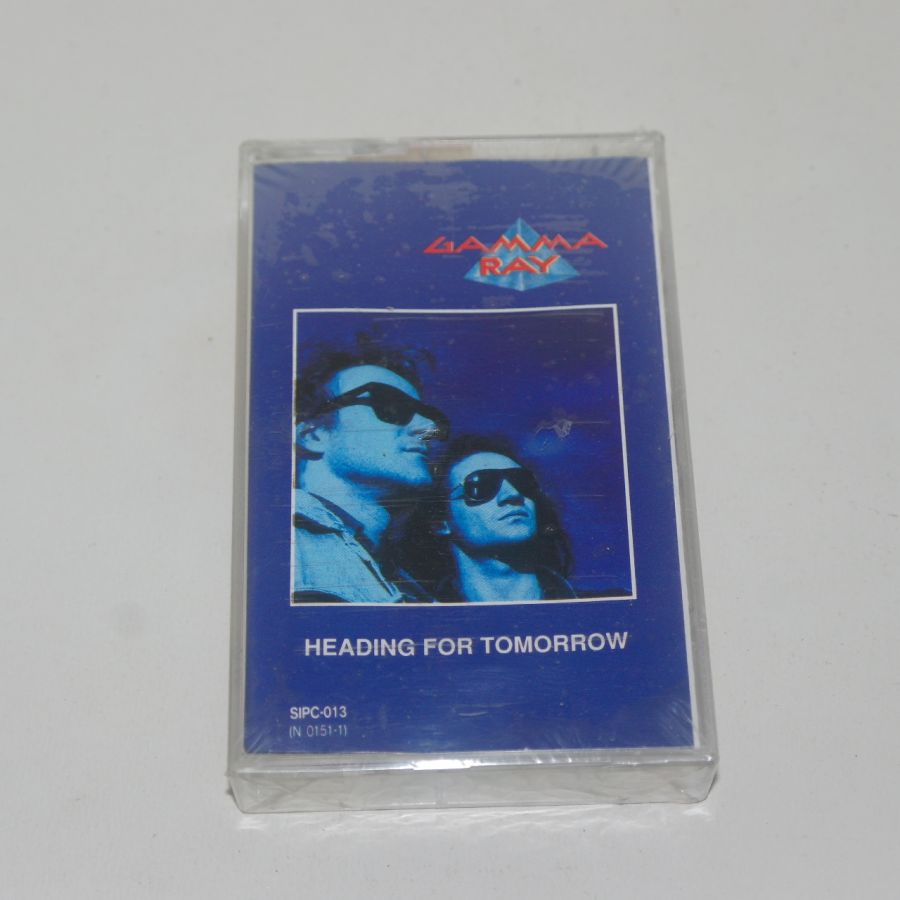 GAMMA
RAY
HEADING FOR TOMORROW
SIPC-013
(N 0151-1)